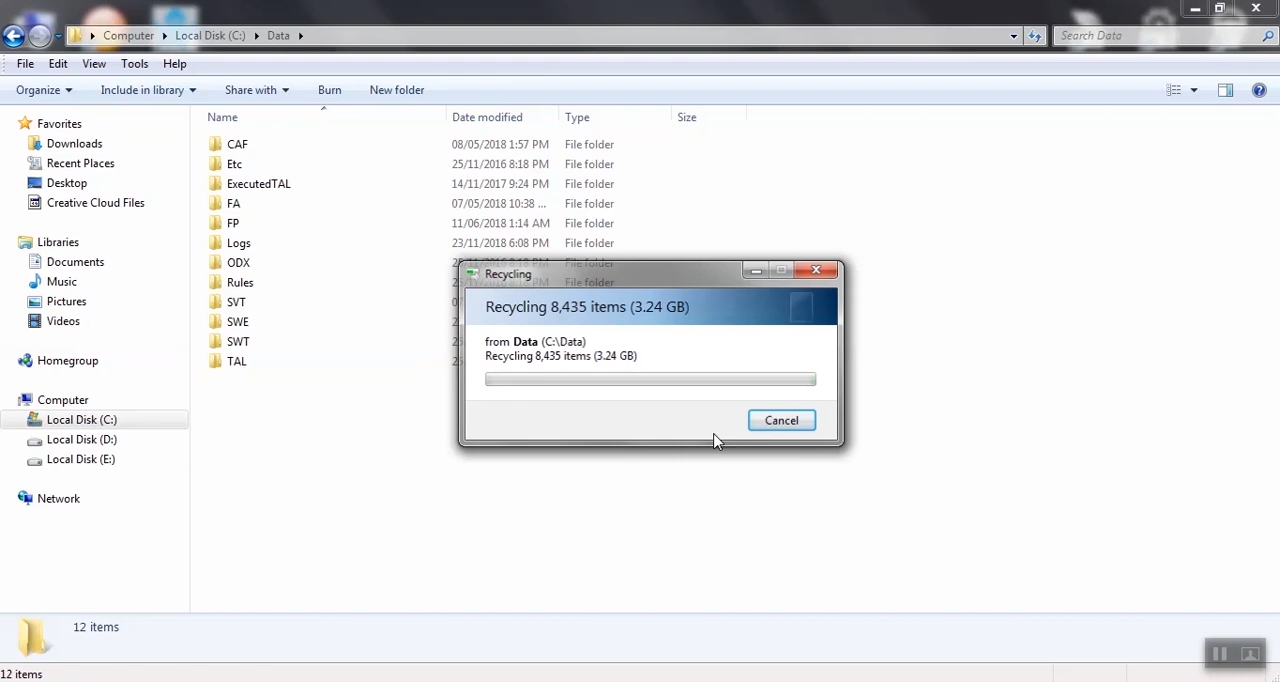 Computer Local Disk (C:) Data
Search Data
File Edit View Tools Help
Organize Include in library Share with Burn New folder
Favorites
Downloads
Recent Places
Desktop
Creative Cloud Files
Libraries
Documents
Music
Pictures
Videos
Homegroup
Computer
Local Disk (C:)
Local Disk (D:)
Local Disk (E:)
Network
Name Date modified Type Size
CAF 08/05/2018 1:57 PM File folder
Etc 25/11/2016 8:18 PM File folder
ExecutedTAL 14/11/2017 9:24 PM File folder
FA 07/05/2018 10:38 ... File folder
FP 11/06/2018 1:14 AM File folder
Logs 23/11/2018 6:08 PM File folder
ODX
Rules
SVT
SWE
SWT
TAL
Recycling
Recycling 8,435 items (3.24 GB)
from Data (C:\Data)
Recycling 8,435 items (3.24 GB)
Cancel
12 items
12 items